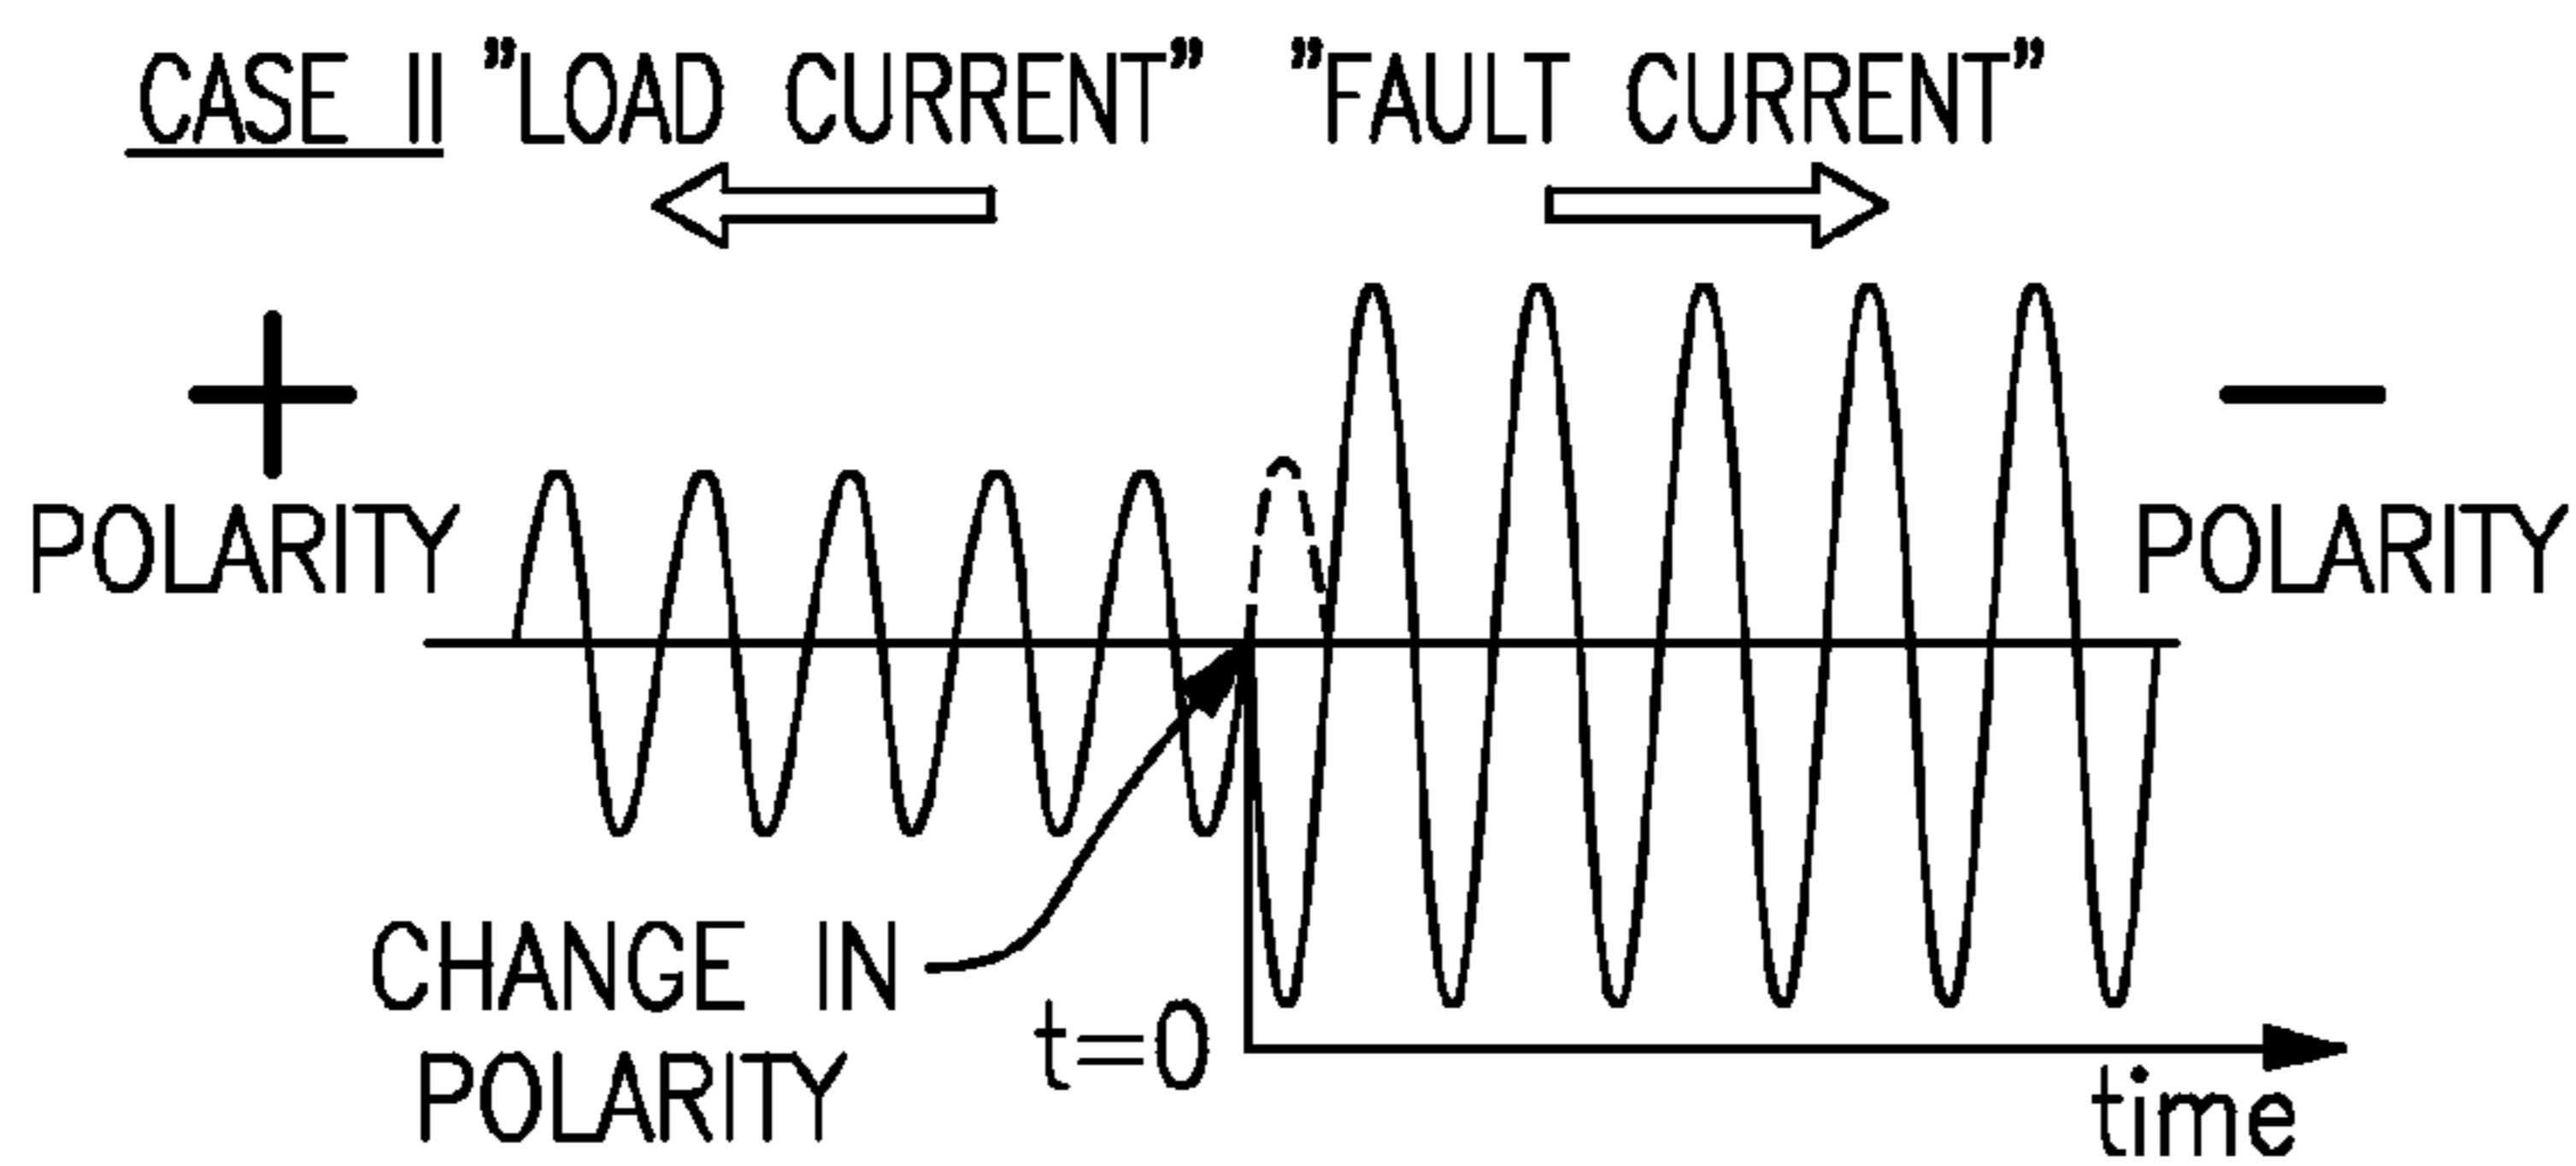 CASE II "LOAD CURRENT" "FAULT CURRENT"
+
POLARITY
−
POLARITY
CHANGE IN
POLARITY
t=0
time